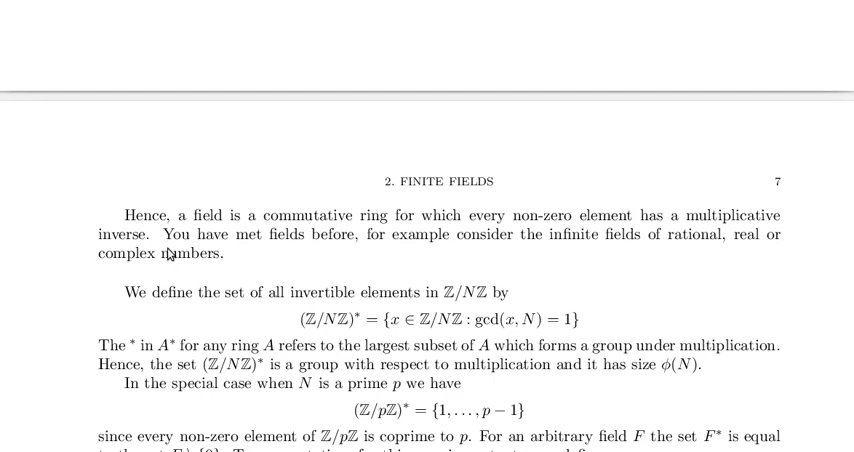 2. FINITE FIELDS 7
Hence, a field is a commutative ring for which every non-zero element has a multiplicative
inverse. You have met fields before, for example consider the infinite fields of rational, real or
complex numbers.
We define the set of all invertible elements in ℤ/Nℤ by
(ℤ/Nℤ)* = {x ∈ ℤ/Nℤ : gcd(x, N) = 1}
The * in A* for any ring A refers to the largest subset of A which forms a group under multiplication.
Hence, the set (ℤ/Nℤ)* is a group with respect to multiplication and it has size ϕ(N).
In the special case when N is a prime p we have
(ℤ/pℤ)* = {1, . . . , p − 1}
since every non-zero element of ℤ/pℤ is coprime to p. For an arbitrary field F the set F* is equal